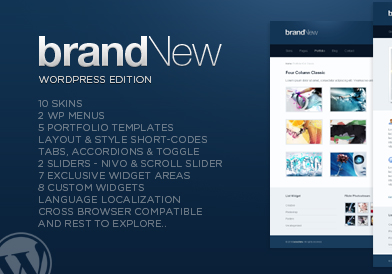 brandNew
WORDPRESS EDITION
10 SKINS
2 WP MENUS
5 PORTFOLIO TEMPLATES
LAYOUT & STYLE SHORT-CODES
TABS, ACCORDIONS & TOGGLE
2 SLIDERS - NIVO & SCROLL SLIDER
7 EXCLUSIVE WIDGET AREAS
8 CUSTOM WIDGETS
LANGUAGE LOCALIZATION
CROSS BROWSER COMPATIBLE
AND REST TO EXPLORE..
brandNew
Portfolio
Four Column Classic